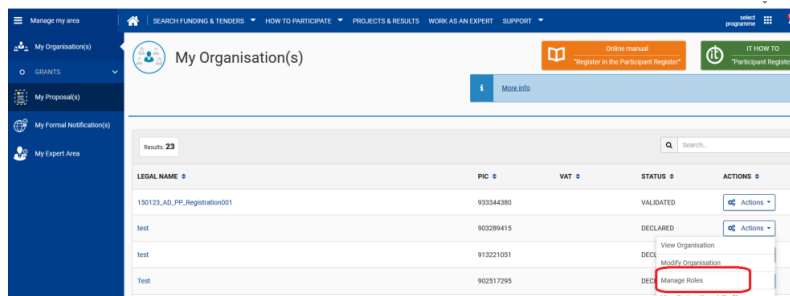 Manage my area
SEARCH FUNDING & TENDERS HOW TO PARTICIPATE PROJECTS & RESULTS WORK AS AN EXPERT SUPPORT
select programme
My Organisation(s)
GRANTS
My Proposal(s)
My Formal Notification(s)
My Expert Area
My Organisation(s)
Online manual
"Register in the Participant Register"
IT HOW TO
"Participant Registe
More info
Results: 23
Search.
LEGAL NAME PIC VAT STATUS ACTIONS
150123_AD_PP_Registration001 933344380 VALIDATED Actions
test 903289415 DECLARED Actions
View Organisation
test 913221051 DECL
Modify Organisation
Test 902517295 DECL Manage Roles